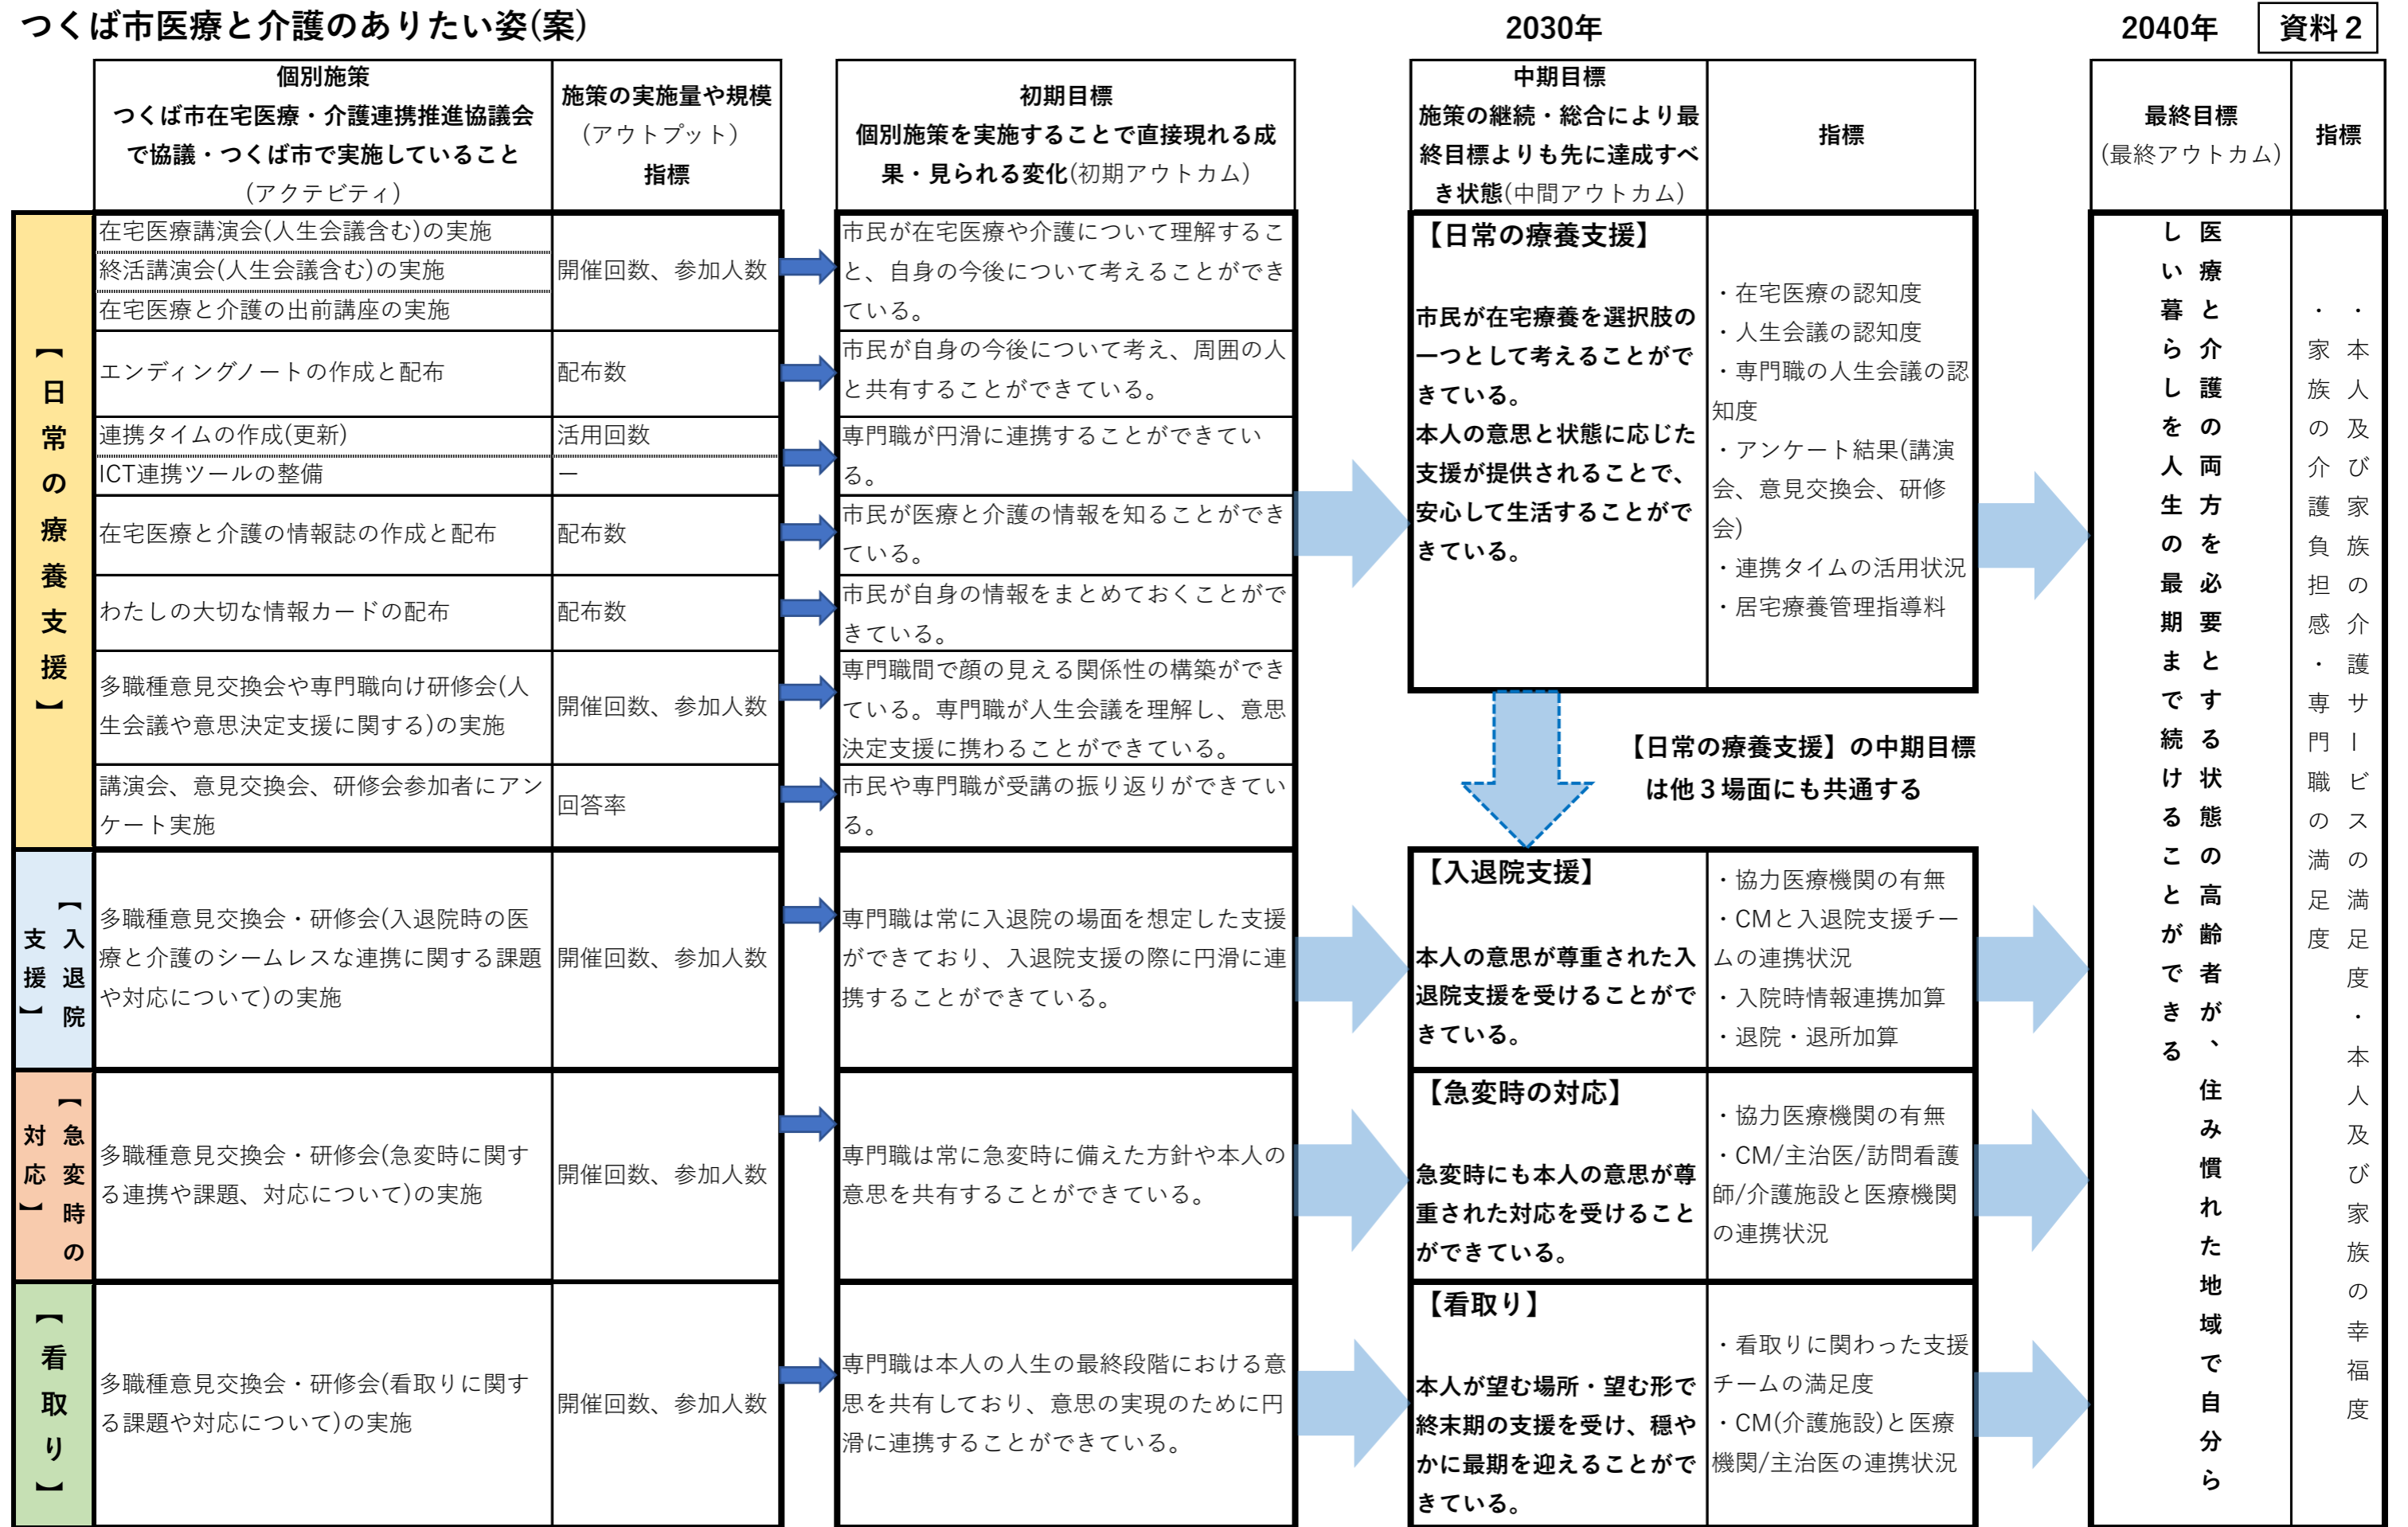 つくば市医療と介護のありたい姿(案)
2030年
2040年
資料２
個別施策
つくば市在宅医療・介護連携推進協議会
で協議・つくば市で実施していること
(アクテビティ)
施策の実施量や規模
(アウトプット)
指標
初期目標
個別施策を実施することで直接現れる成
果・見られる変化(初期アウトカム)
中期目標
施策の継続・総合により最
終目標よりも先に達成すべ
き状態(中間アウトカム)
指標
最終目標
(最終アウトカム)
指標
【日常の療養支援】
在宅医療講演会(人生会議含む)の実施
終活講演会(人生会議含む)の実施
在宅医療と介護の出前講座の実施
開催回数、参加人数
市民が在宅医療や介護について理解するこ
と、自身の今後について考えることができ
ている。
エンディングノートの作成と配布
配布数
市民が自身の今後について考え、周囲の人
と共有することができている。
連携タイムの作成(更新)
活用回数
ICT連携ツールの整備
ー
専門職が円滑に連携することができてい
る。
在宅医療と介護の情報誌の作成と配布
配布数
市民が医療と介護の情報を知ることができ
ている。
わたしの大切な情報カードの配布
配布数
市民が自身の情報をまとめておくことがで
きている。
多職種意見交換会や専門職向け研修会(人
生会議や意思決定支援に関する)の実施
開催回数、参加人数
専門職間で顔の見える関係性の構築ができ
ている。専門職が人生会議を理解し、意思
決定支援に携わることができている。
講演会、意見交換会、研修会参加者にアン
ケート実施
回答率
市民や専門職が受講の振り返りができてい
る。
【日常の療養支援】
市民が在宅療養を選択肢の
一つとして考えることがで
きている。
本人の意思と状態に応じた
支援が提供されることで、
安心して生活することがで
きている。
・在宅医療の認知度
・人生会議の認知度
・専門職の人生会議の認
知度
・アンケート結果(講演
会、意見交換会、研修
会)
・連携タイムの活用状況
・居宅療養管理指導料
【日常の療養支援】の中期目標
は他３場面にも共通する
【入退院
支援】
多職種意見交換会・研修会(入退院時の医
療と介護のシームレスな連携に関する課題
や対応について)の実施
開催回数、参加人数
専門職は常に入退院の場面を想定した支援
ができており、入退院支援の際に円滑に連
携することができている。
【入退院支援】
本人の意思が尊重された入
退院支援を受けることがで
きている。
・協力医療機関の有無
・CMと入退院支援チー
ムの連携状況
・入院時情報連携加算
・退院・退所加算
【急変時の
対応】
多職種意見交換会・研修会(急変時に関す
る連携や課題、対応について)の実施
開催回数、参加人数
専門職は常に急変時に備えた方針や本人の
意思を共有することができている。
【急変時の対応】
急変時にも本人の意思が尊
重された対応を受けること
ができている。
・協力医療機関の有無
・CM/主治医/訪問看護
師/介護施設と医療機関
の連携状況
【看取り】
多職種意見交換会・研修会(看取りに関す
る課題や対応について)の実施
開催回数、参加人数
専門職は本人の人生の最終段階における意
思を共有しており、意思の実現のために円
滑に連携することができている。
【看取り】
本人が望む場所・望む形で
終末期の支援を受け、穏や
かに最期を迎えることがで
きている。
・看取りに関わった支援
チームの満足度
・CM(介護施設)と医療
機関/主治医の連携状況
医療と介護の両方を必要とする状態の高齢者が、住み慣れた地域で自分ら
しい暮らしを人生の最期まで続けることができる
・本人及び家族の介護サービスの満足度・本人及び家族の幸福度
・家族の介護負担感・専門職の満足度